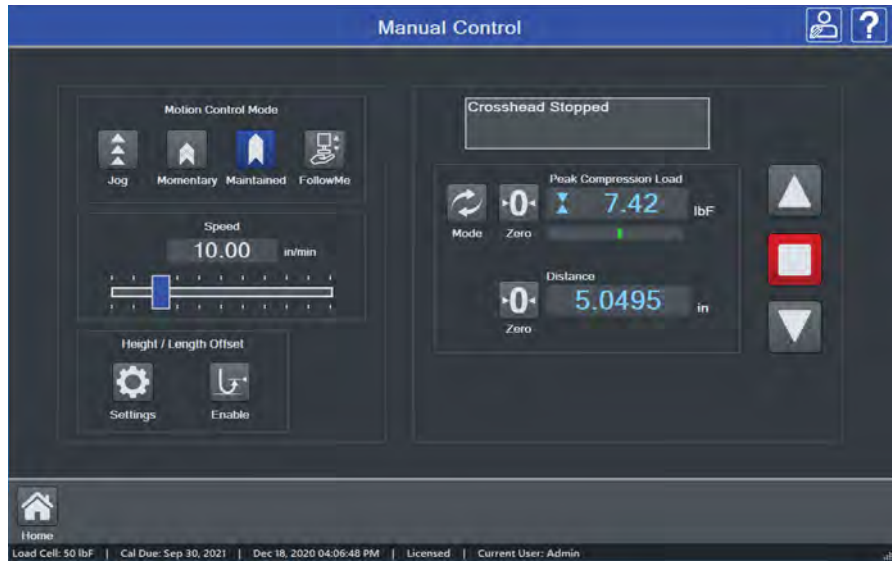 Manual Control
?
Motion Control Mode
Jog Momentary Maintained FollowMe
Speed
10.00 in/min
Height / Length Offset
Settings Enable
Crosshead Stopped
Peak Compression Load
0 7.42 lbF
Mode Zero
Distance
0 5.0495 in
Zero
Home
Load Cell: 50 lbF | Cal Due: Sep 30, 2021 | Dec 18, 2020 04:06:48 PM | Licensed | Current User: Admin